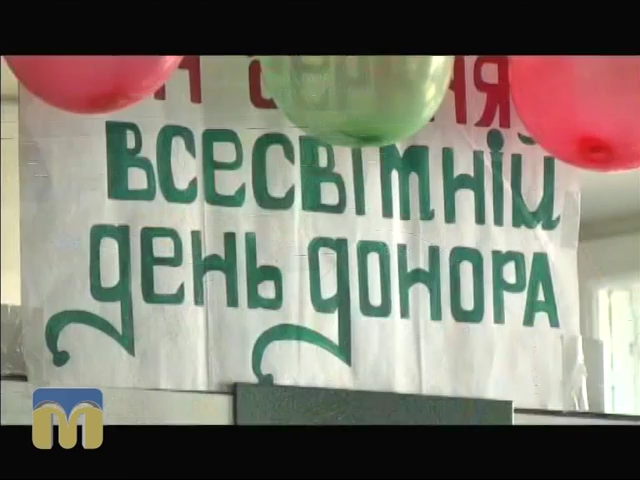 Всесвітній
день донора
M